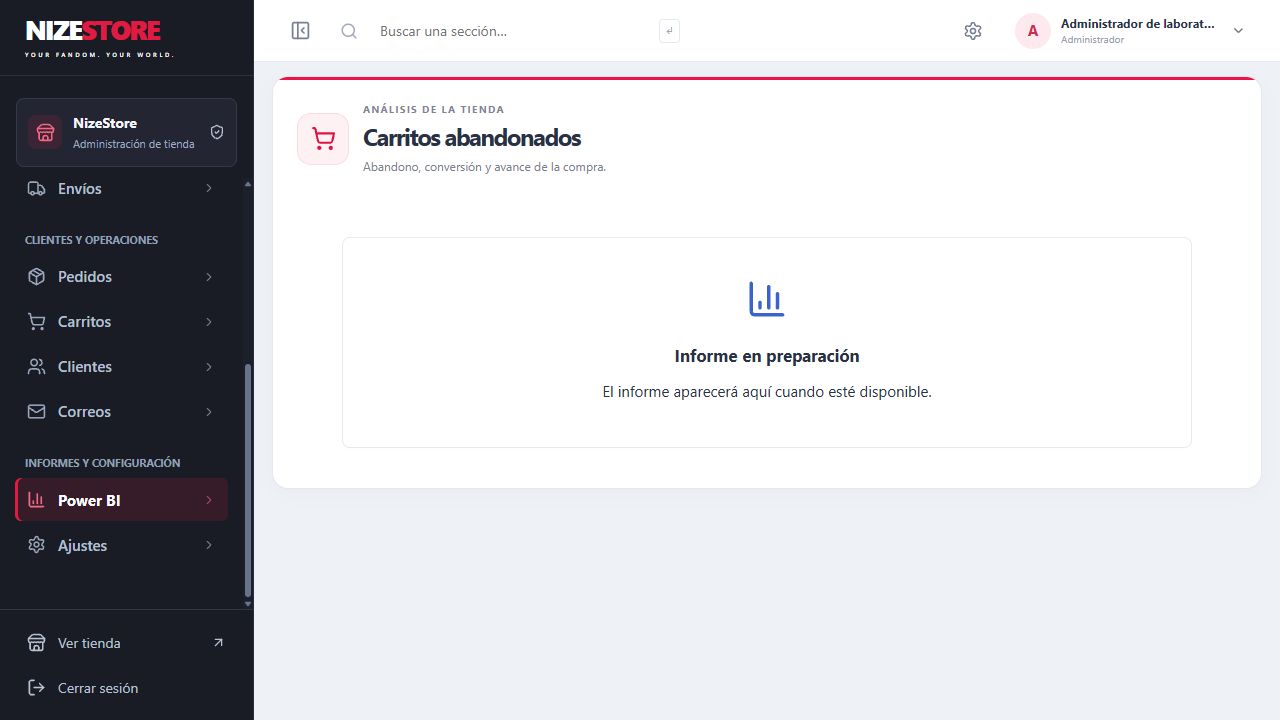 NIZESTORE
YOUR FANDOM. YOUR WORLD.
NizeStore
Administración de tienda
Envíos
CLIENTES Y OPERACIONES
Pedidos
Carritos
Clientes
Correos
INFORMES Y CONFIGURACIÓN
Power BI
Ajustes
Ver tienda
Cerrar sesión
Buscar una sección...
A
Administrador de laborat...
Administrador
ANÁLISIS DE LA TIENDA
Carritos abandonados
Abandono, conversión y avance de la compra.
Informe en preparación
El informe aparecerá aquí cuando esté disponible.